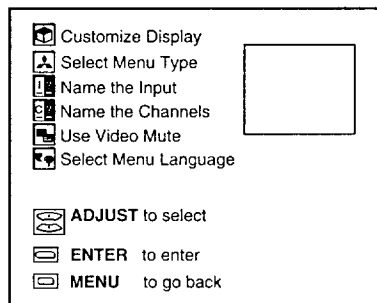 Customize Display
Select Menu Type
Name the Input
Name the Channels
Use Video Mute
Select Menu Language
ADJUST to select
ENTER to enter
MENU to go back